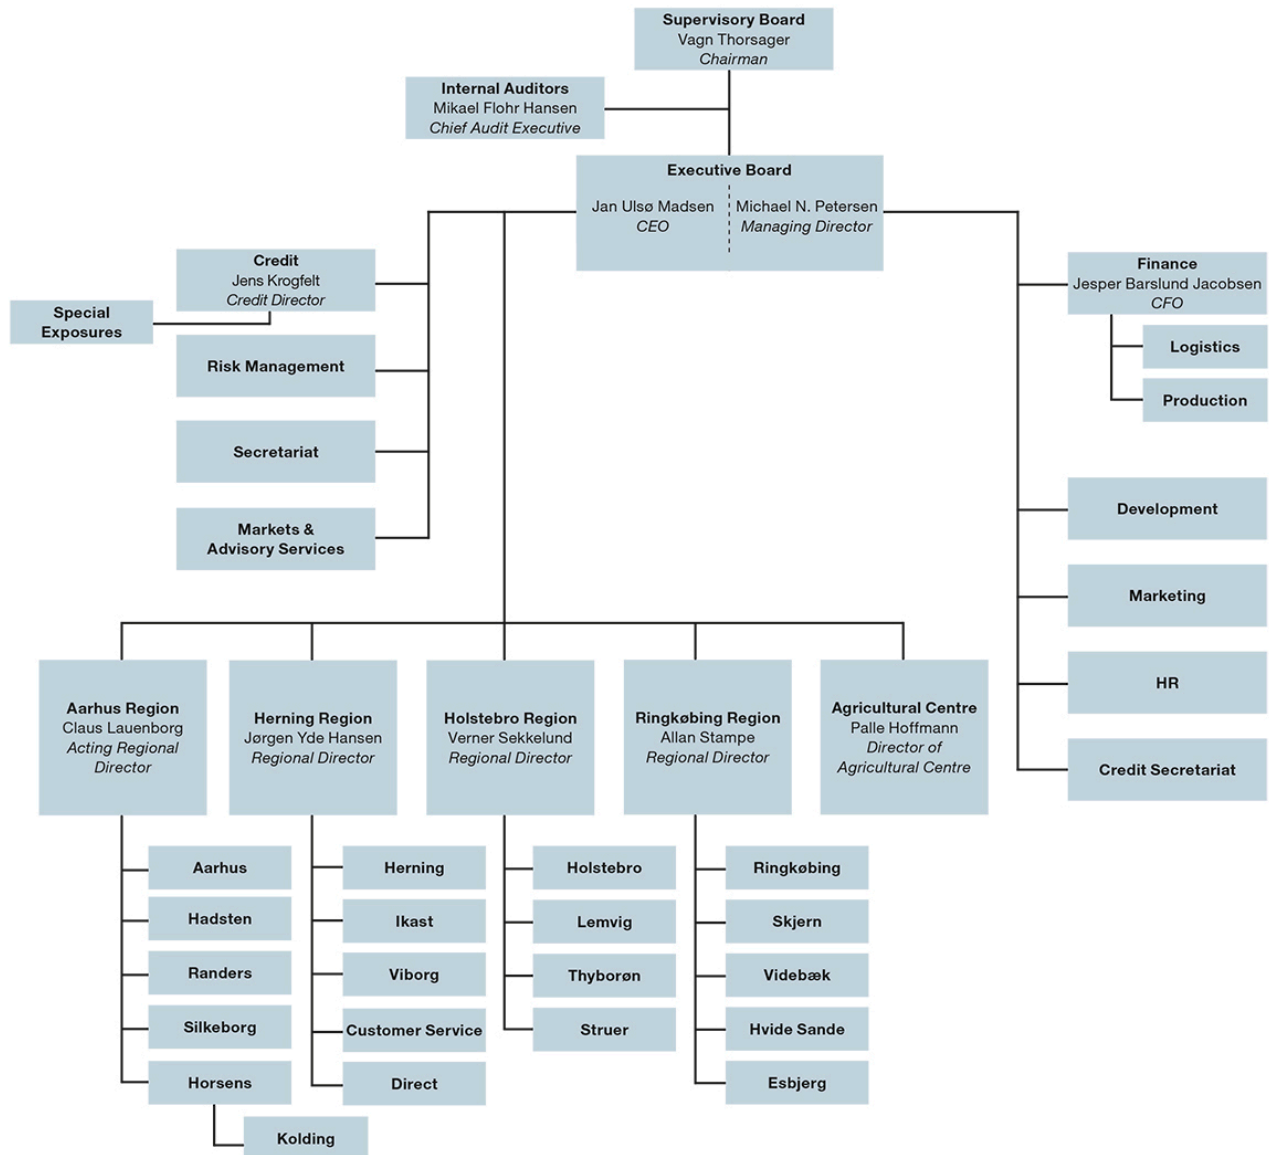 Supervisory Board
Vagn Thorsager
Chairman
Internal Auditors
Mikael Flohr Hansen
Chief Audit Executive
Executive Board
Jan Ulsø Madsen
CEO
Michael N. Petersen
Managing Director
Credit
Jens Krogfelt
Credit Director
Special
Exposures
Risk Management
Secretariat
Markets &
Advisory Services
Finance
Jesper Barslund Jacobsen
CFO
Logistics
Production
Development
Marketing
HR
Credit Secretariat
Aarhus Region
Claus Lauenborg
Acting Regional
Director
Herning Region
Jørgen Yde Hansen
Regional Director
Holstebro Region
Verner Sekkelund
Regional Director
Ringkøbing Region
Allan Stampe
Regional Director
Agricultural Centre
Palle Hoffmann
Director of
Agricultural Centre
Aarhus
Hadsten
Randers
Silkeborg
Horsens
Kolding
Herning
Ikast
Viborg
Customer Service
Direct
Holstebro
Lemvig
Thyborøn
Struer
Ringkøbing
Skjern
Videbæk
Hvide Sande
Esbjerg